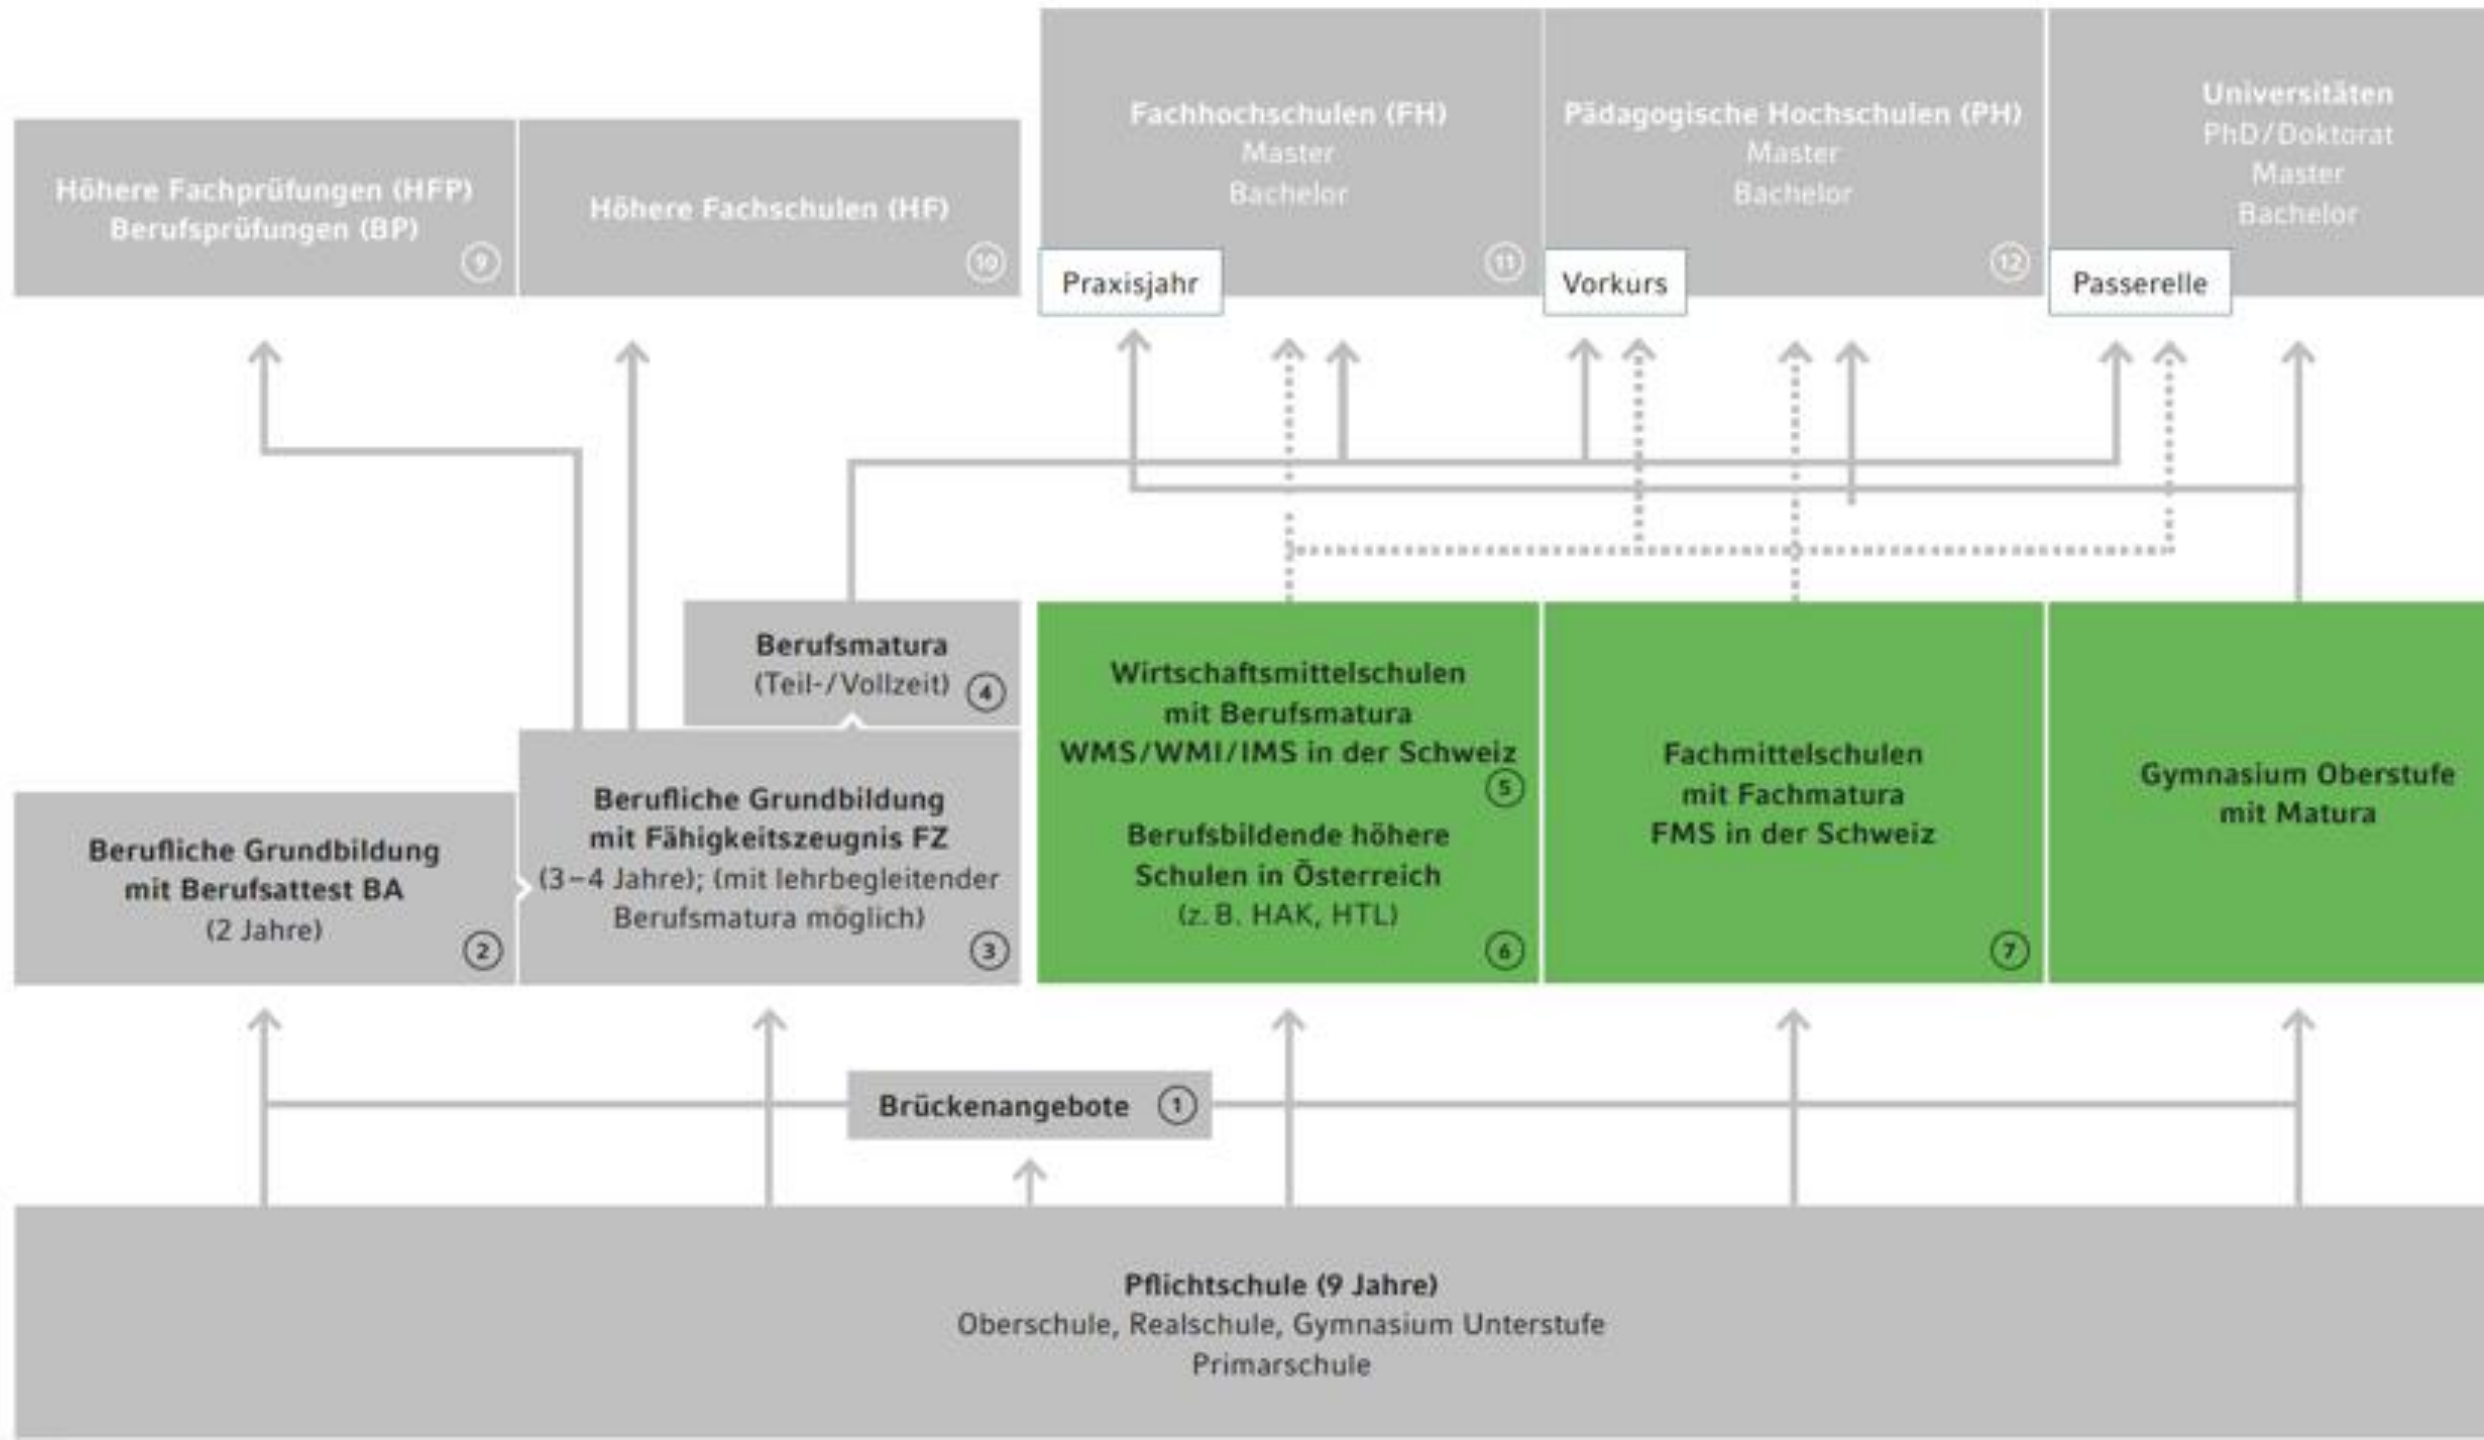 Fachhochschulen (FH)
Master
Bachelor
11
Praxisjahr
Pädagogische Hochschulen (PH)
Master
Bachelor
12
Vorkurs
Universitäten
PhD/Doktorat
Master
Bachelor
Passerelle
Höhere Fachprüfungen (HFP)
Berufsprüfungen (BP)
9
Höhere Fachschulen (HF)
10
Berufsmatura
(Teil-/Vollzeit)
4
Berufliche Grundbildung
mit Berufsattest BA
(2 Jahre)
2
Berufliche Grundbildung
mit Fähigkeitszeugnis FZ
(3–4 Jahre); (mit lehrbegleitender
Berufsmatura möglich)
3
Wirtschaftsmittelschulen
mit Berufsmatura
WMS/WMI/IMS in der Schweiz
5
Berufsbildende höhere
Schulen in Österreich
(z. B. HAK, HTL)
6
Fachmittelschulen
mit Fachmatura
FMS in der Schweiz
7
Gymnasium Oberstufe
mit Matura
Brückenangebote 1
Pflichtschule (9 Jahre)
Oberschule, Realschule, Gymnasium Unterstufe
Primarschule